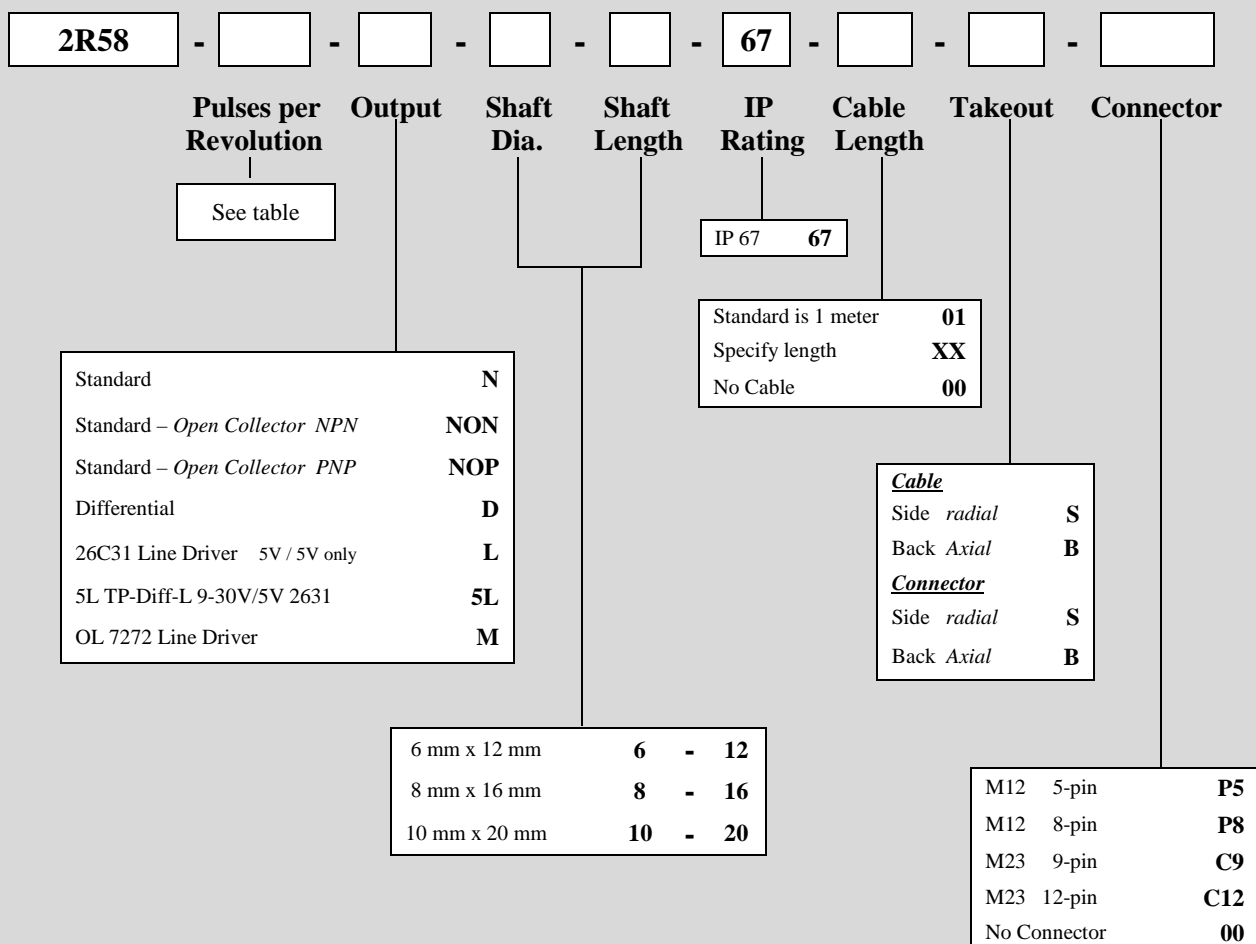 2R58 - - - - - 67 - - -
Pulses per Revolution
Output
Shaft Dia.
Shaft Length
IP Rating
Cable Length
Takeout
Connector
See table
IP 67 67
Standard is 1 meter 01
Specify length XX
No Cable 00
Standard N
Standard – Open Collector NPN NON
Standard – Open Collector PNP NOP
Differential D
26C31 Line Driver 5V / 5V only L
5L TP-Diff-L 9-30V/5V 2631 5L
OL 7272 Line Driver M
Cable
Side radial S
Back Axial B
Connector
Side radial S
Back Axial B
6 mm x 12 mm 6 - 12
8 mm x 16 mm 8 - 16
10 mm x 20 mm 10 - 20
M12 5-pin P5
M12 8-pin P8
M23 9-pin C9
M23 12-pin C12
No Connector 00